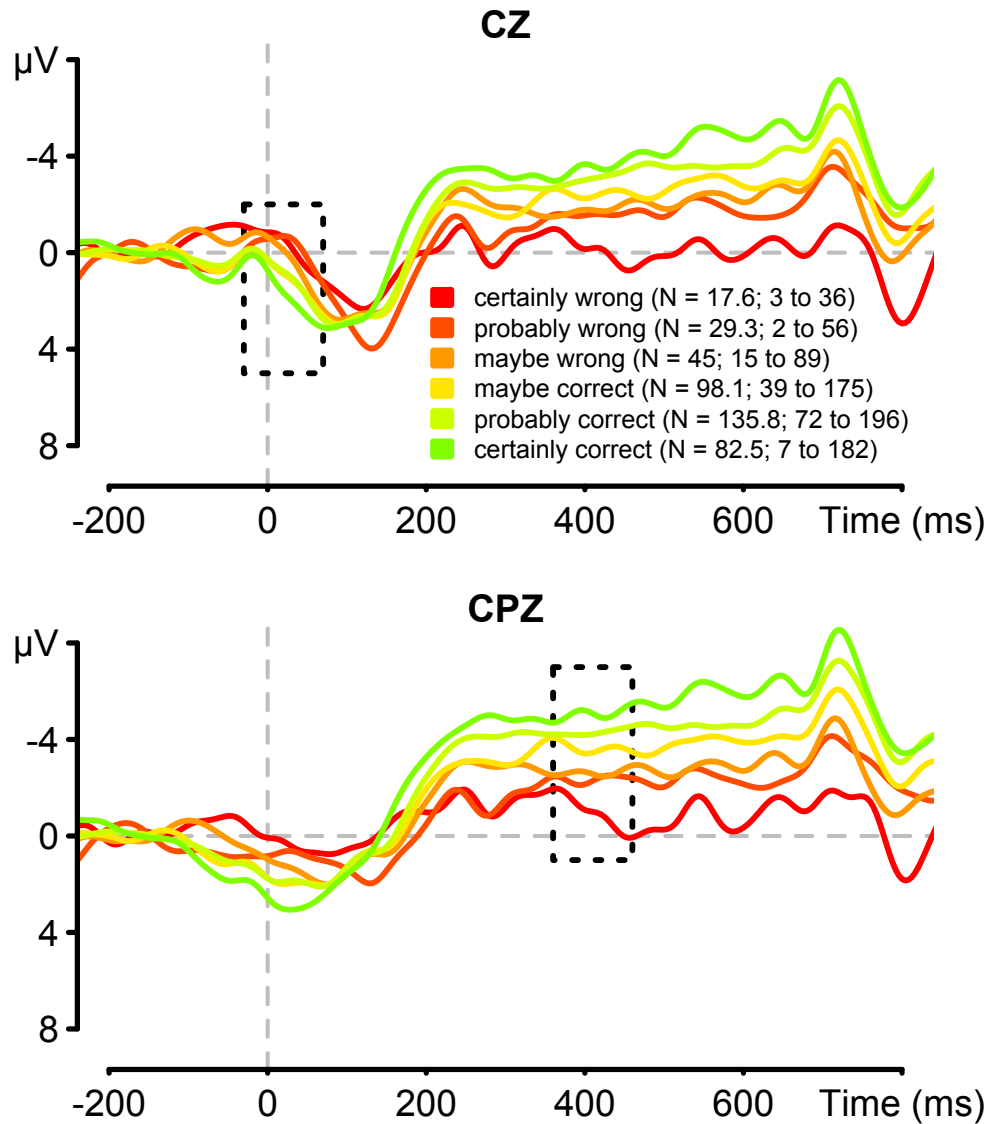 CZ
µV
-4
0
4
8
certainly wrong (N = 17.6; 3 to 36)
probably wrong (N = 29.3; 2 to 56)
maybe wrong (N = 45; 15 to 89)
maybe correct (N = 98.1; 39 to 175)
probably correct (N = 135.8; 72 to 196)
certainly correct (N = 82.5; 7 to 182)
-200 0 200 400 600 Time (ms)
CPZ
µV
-4
0
4
8
-200 0 200 400 600 Time (ms)